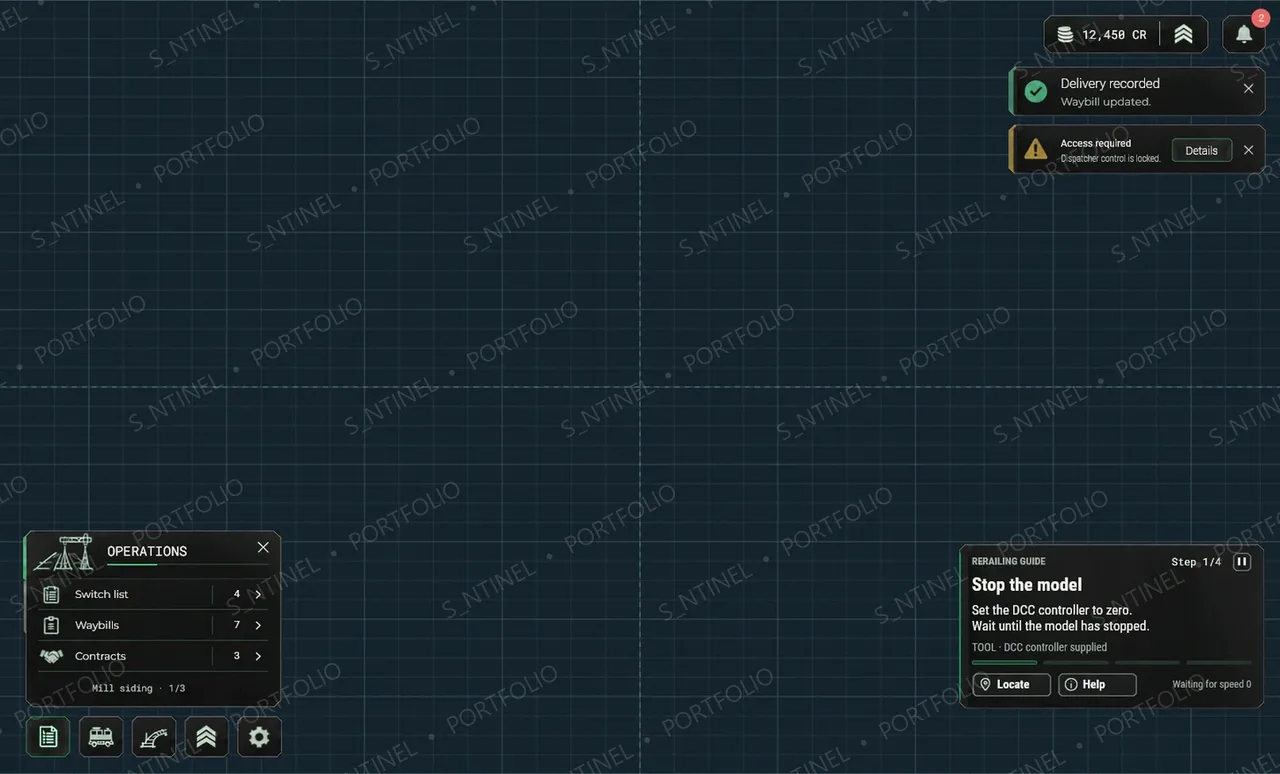 12,450 CR
2
Delivery recorded
Waybill updated.
Access required
Dispatcher control is locked.
Details
OPERATIONS
Switch list 4
Waybills 7
Contracts 3
Mill siding · 1/3
RERAILING GUIDE
Step 1/4
Stop the model
Set the DCC controller to zero.
Wait until the model has stopped.
TOOL · DCC controller supplied
Locate
Help
Waiting for speed 0
S_NTINEL • PORTFOLIO